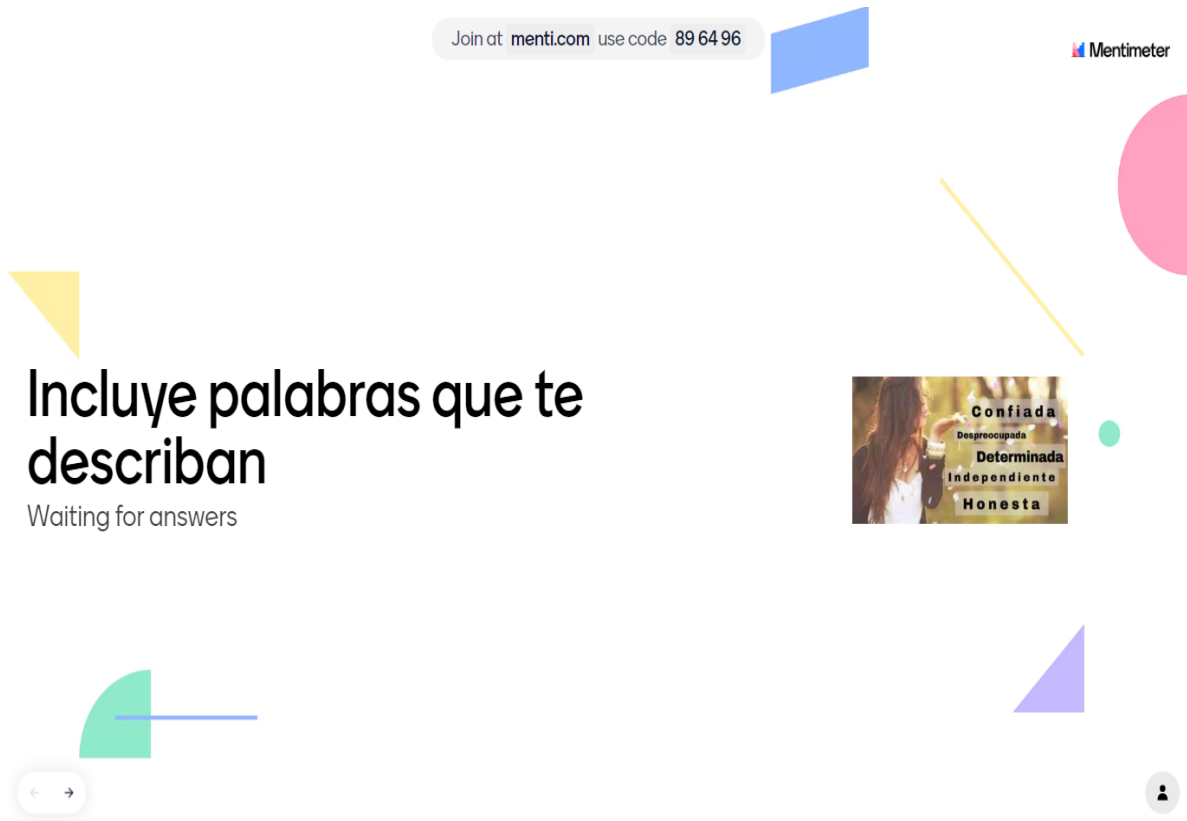 Join at menti.com use code 89 64 96
Mentimeter
Incluye palabras que te
describan
Waiting for answers
Confiada
Despreocupada
Determinada
Independiente
Honesta